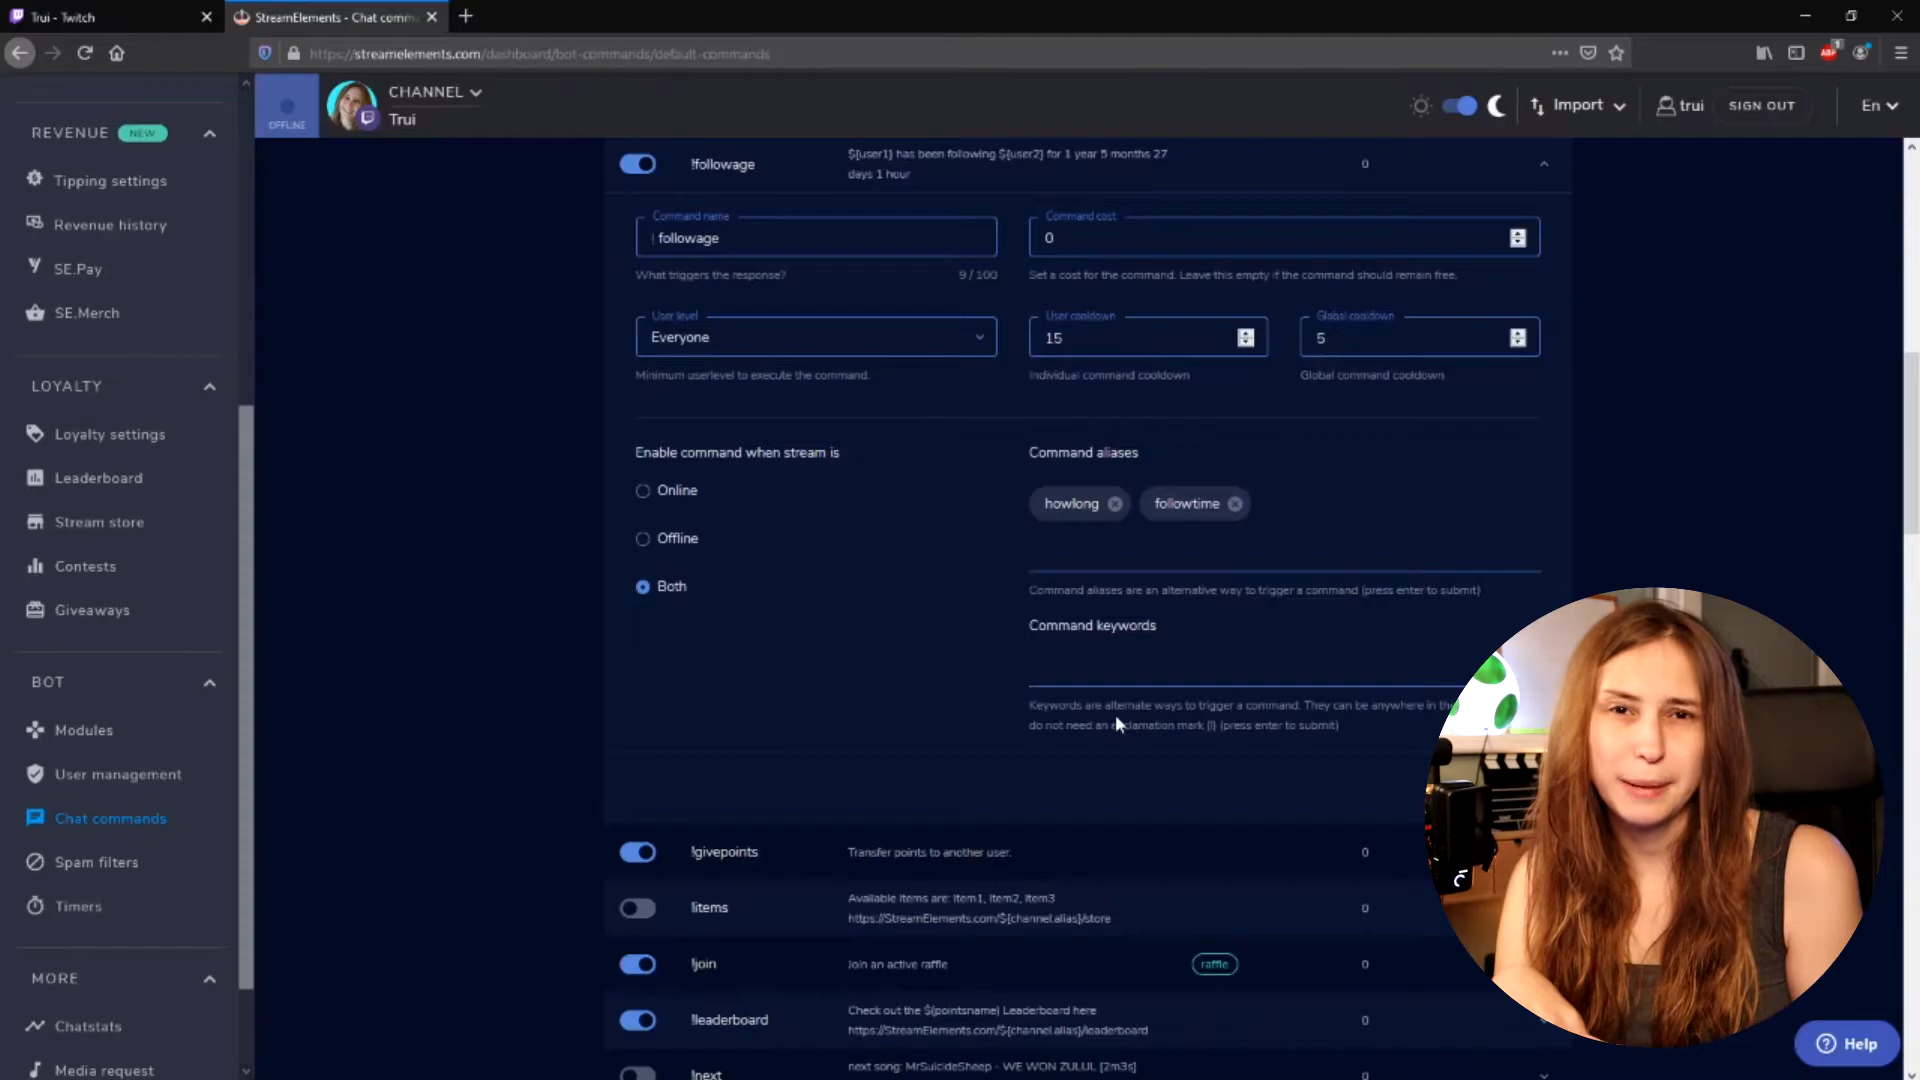 Trui - Twitch
StreamElements - Chat comm
https://streamelements.com/dashboard/bot-commands/default-commands
OFFLINE
CHANNEL
Trui
Import
trui
SIGN OUT
En
REVENUE NEW
Tipping settings
Revenue history
SE.Pay
SE.Merch
LOYALTY
Loyalty settings
Leaderboard
Stream store
Contests
Giveaways
BOT
Modules
User management
Chat commands
Spam filters
Timers
MORE
Chatstats
Media request
!followage
${user1} has been following ${user2} for 1 year 5 months 27
days 1 hour
0
Command name
! followage
What triggers the response?
9 / 100
Command cost
0
Set a cost for the command. Leave this empty if the command should remain free.
User level
Everyone
Minimum userlevel to execute the command.
User cooldown
15
Individual command cooldown
Global cooldown
5
Global command cooldown
Enable command when stream is
Online
Offline
Both
Command aliases
howlong
followtime
Command aliases are an alternative way to trigger a command (press enter to submit)
Command keywords
Keywords are alternate ways to trigger a command. They can be anywhere in the
do not need an exclamation mark (!) (press enter to submit)
!givepoints
Transfer points to another user.
0
!items
Available items are: item1, item2, item3
https://StreamElements.com/${channel.alias}/store
0
!join
Join an active raffle
raffle
0
!leaderboard
Check out the ${pointsname} Leaderboard here
https://StreamElements.com/${channel.alias}/leaderboard
0
!next
next song: MrSuicideSheep - WE WON ZULUL [2m3s]
0
Help